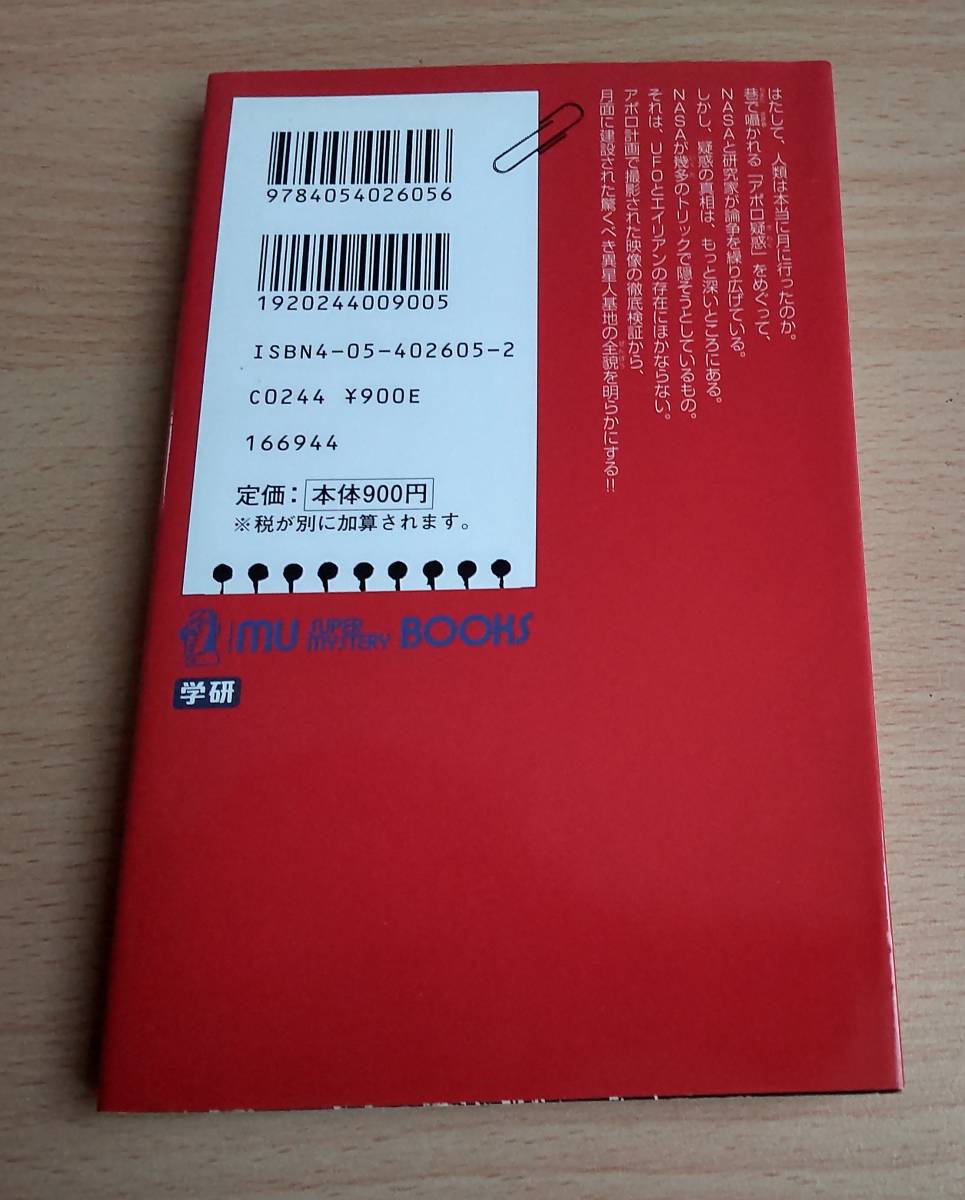 はたして、人類は本当に月に行ったのか。
巷で囁かれる「アポロ疑惑」をめぐって、
NASAと研究家が論争を繰り広げている。
しかし、疑惑の真相は、もっと深いところにある。
NASAが幾多のトリックで隠そうとしているもの。
それは、UFOとエイリアンの存在にほかならない。
アポロ計画で撮影された映像の徹底検証から、
月面に建設された驚くべき異星人基地の全貌を明らかにする!!
9784054026056
1920244009005
ISBN4-05-402605-2
C0244 ¥900E
166944
定価：本体900円
※税が別に加算されます。
MU SUPER MYSTERY BOOKS
学研